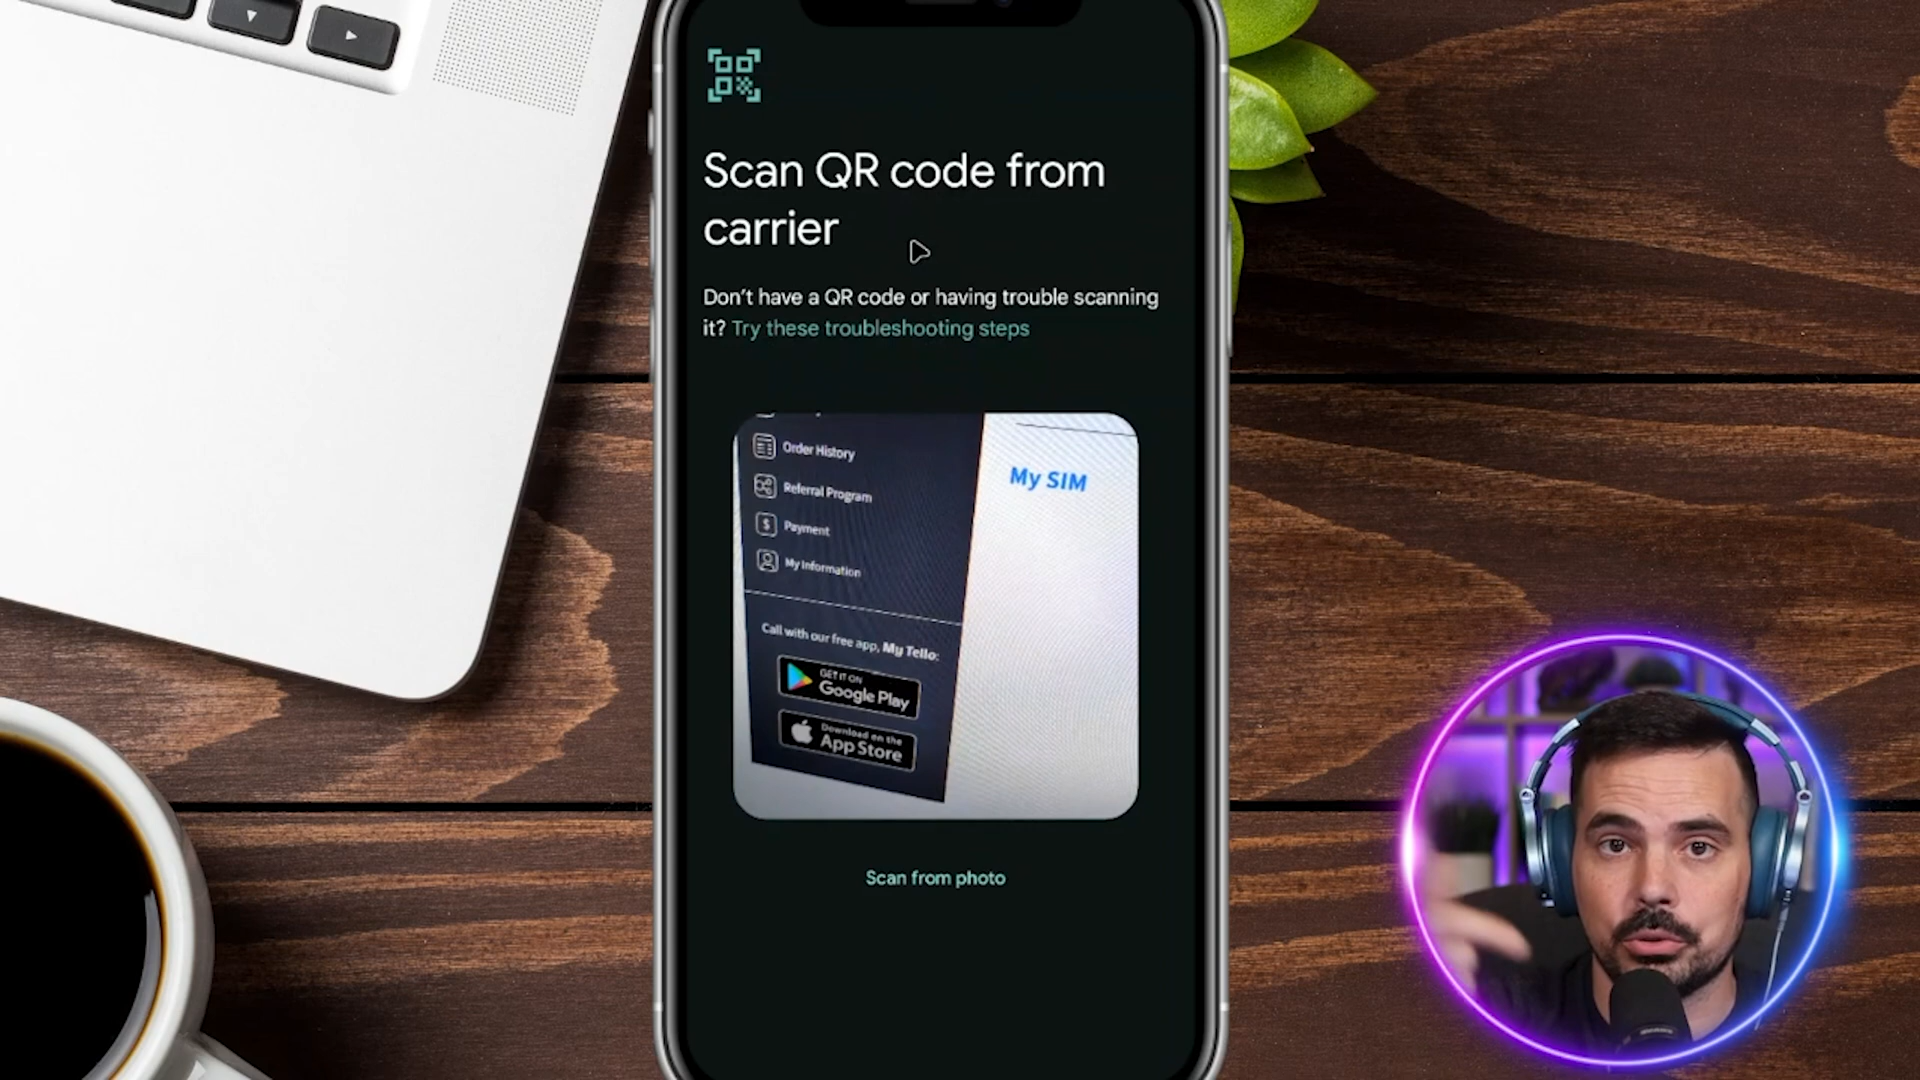 Scan QR code from
carrier
Don't have a QR code or having trouble scanning
it? Try these troubleshooting steps
Order History
Referral Program
Payment
My Information
Call with our free app, My Tello:
GET IT ON
Google Play
Download on the
App Store
My SIM
Scan from photo